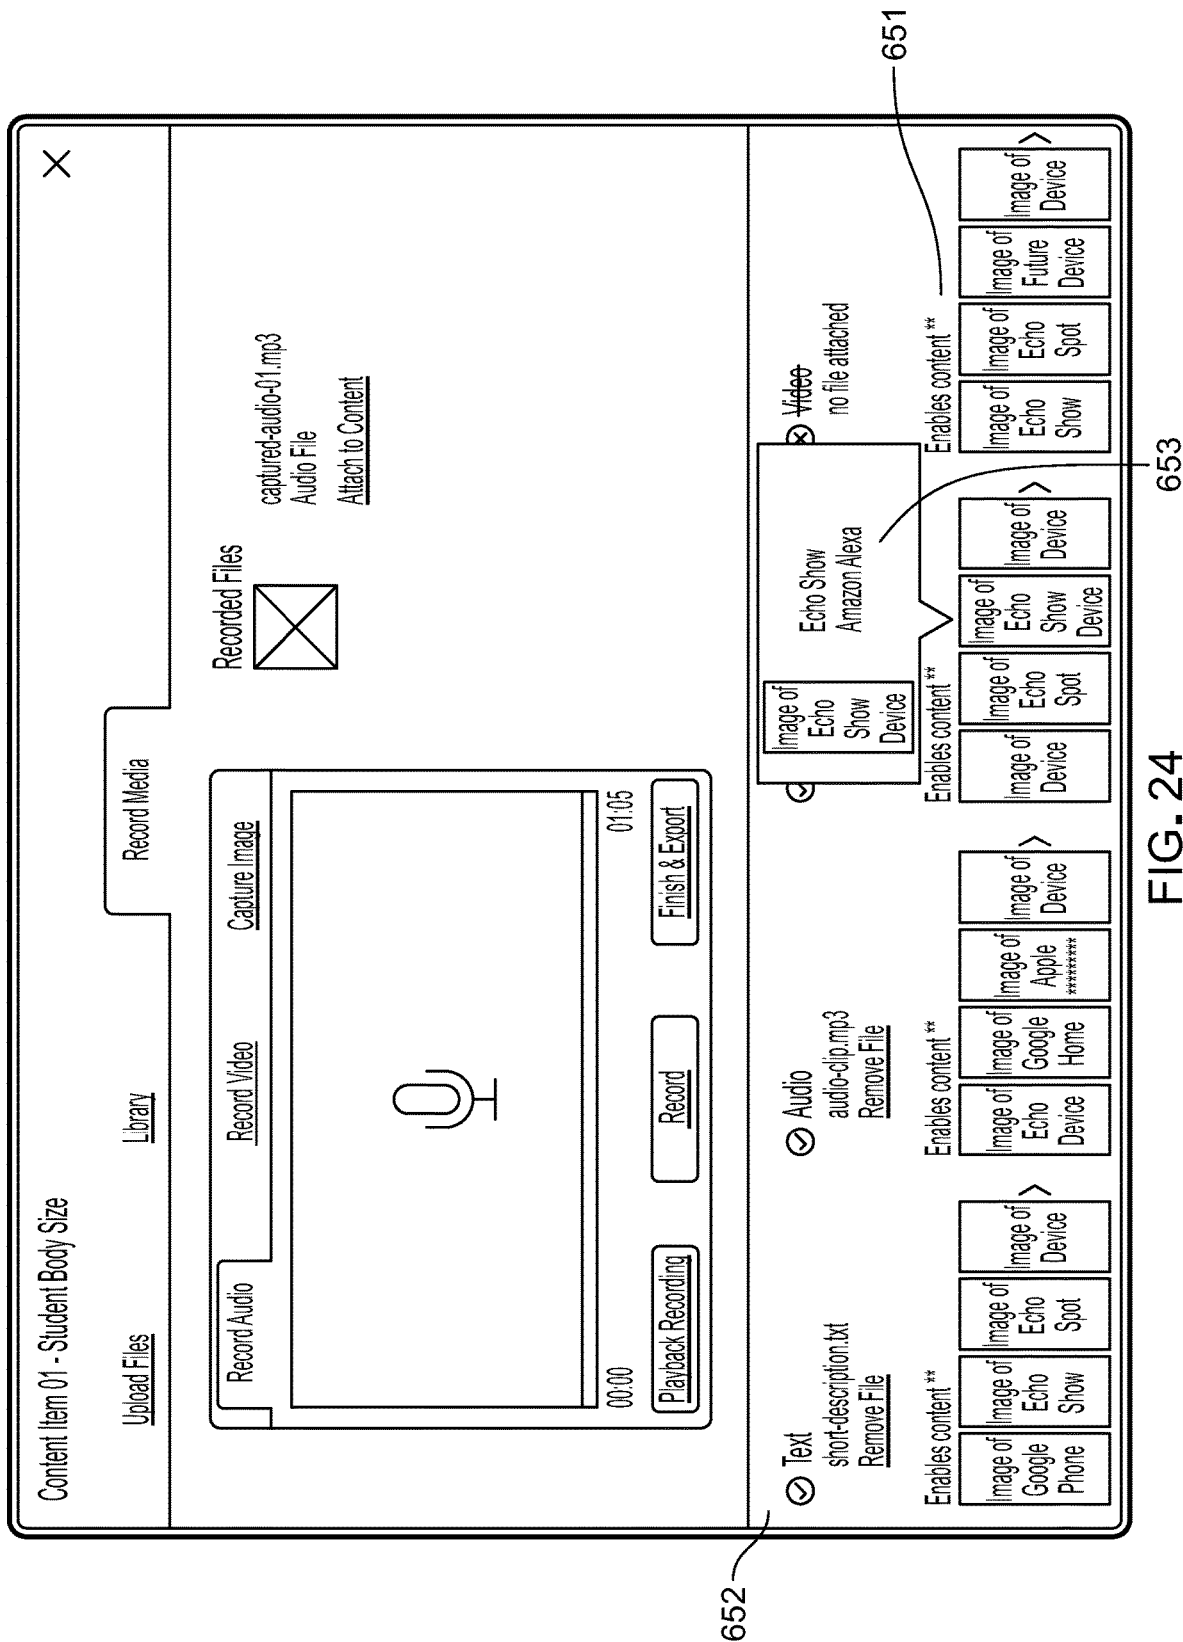 Content Item 01 - Student Body Size
Upload Files
Library
Record Media
Record Audio
Record Video
Capture Image
00:00
01:05
Playback Recording
Record
Finish & Export
Recorded Files
captured-audio-01.mp3
Audio File
Attach to Content
652
Text
short-description.txt
Remove File
Enables content **
Image of
Google
Phone
Image of
Echo
Show
Image of
Echo
Spot
Image of
Device
Audio
audio-clip.mp3
Remove File
Enables content **
Image of
Echo
Device
Image of
Google
Home
Image of
Apple
*********
Image of
Device
Image of
Echo
Show
Device
Echo Show
Amazon Alexa
Enables content **
Image of
Device
Image of
Echo
Spot
Image of
Echo
Show
Device
Image of
Device
653
Video
no file attached
Enables content **
Image of
Echo
Show
Image of
Echo
Spot
Image of
Future
Device
Image of
Device
651
FIG. 24